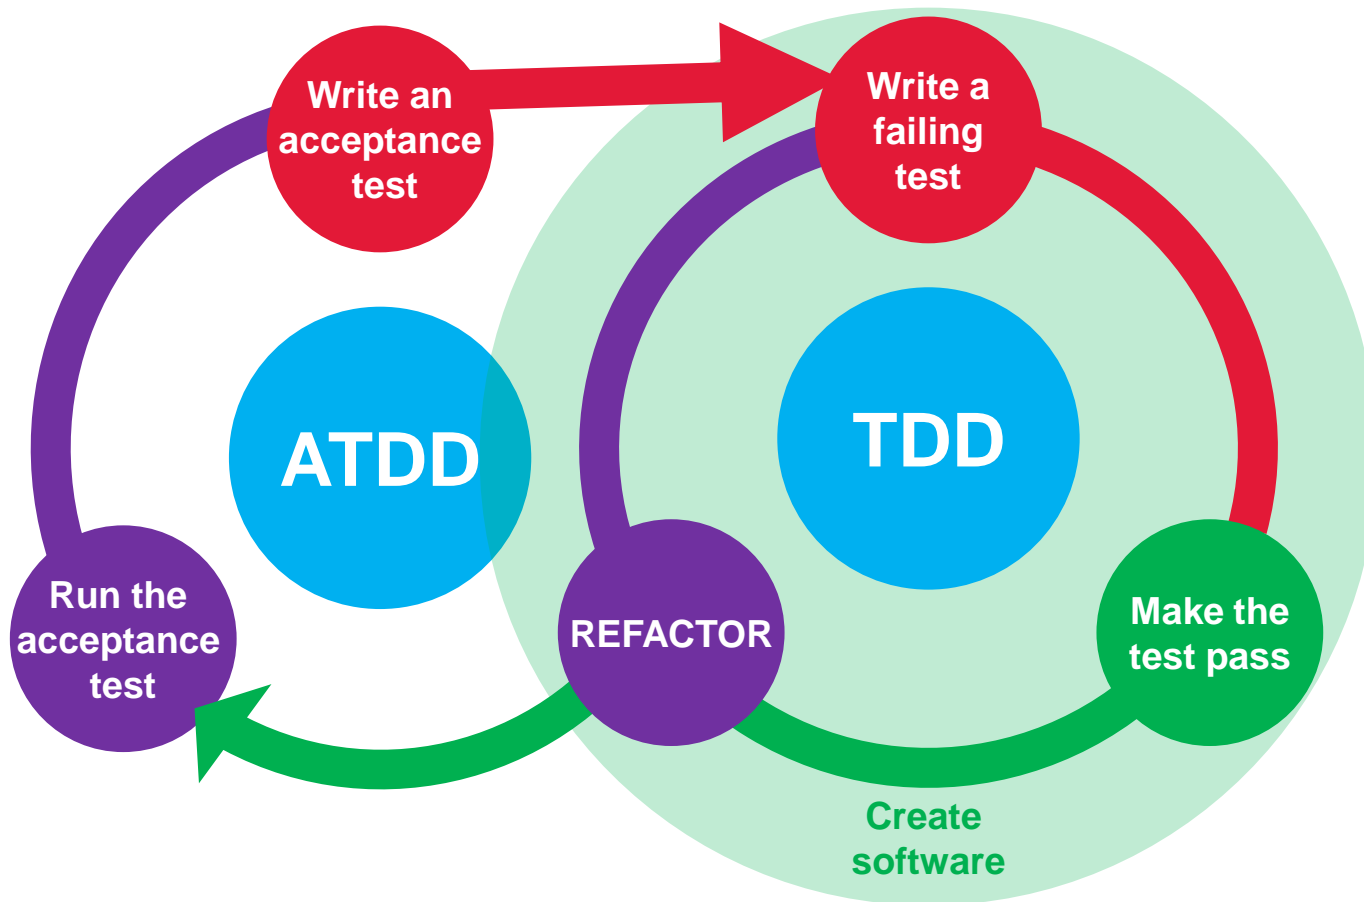 Write an
acceptance
test
Write a
failing
test
ATDD
TDD
Run the
acceptance
test
REFACTOR
Make the
test pass
Create
software